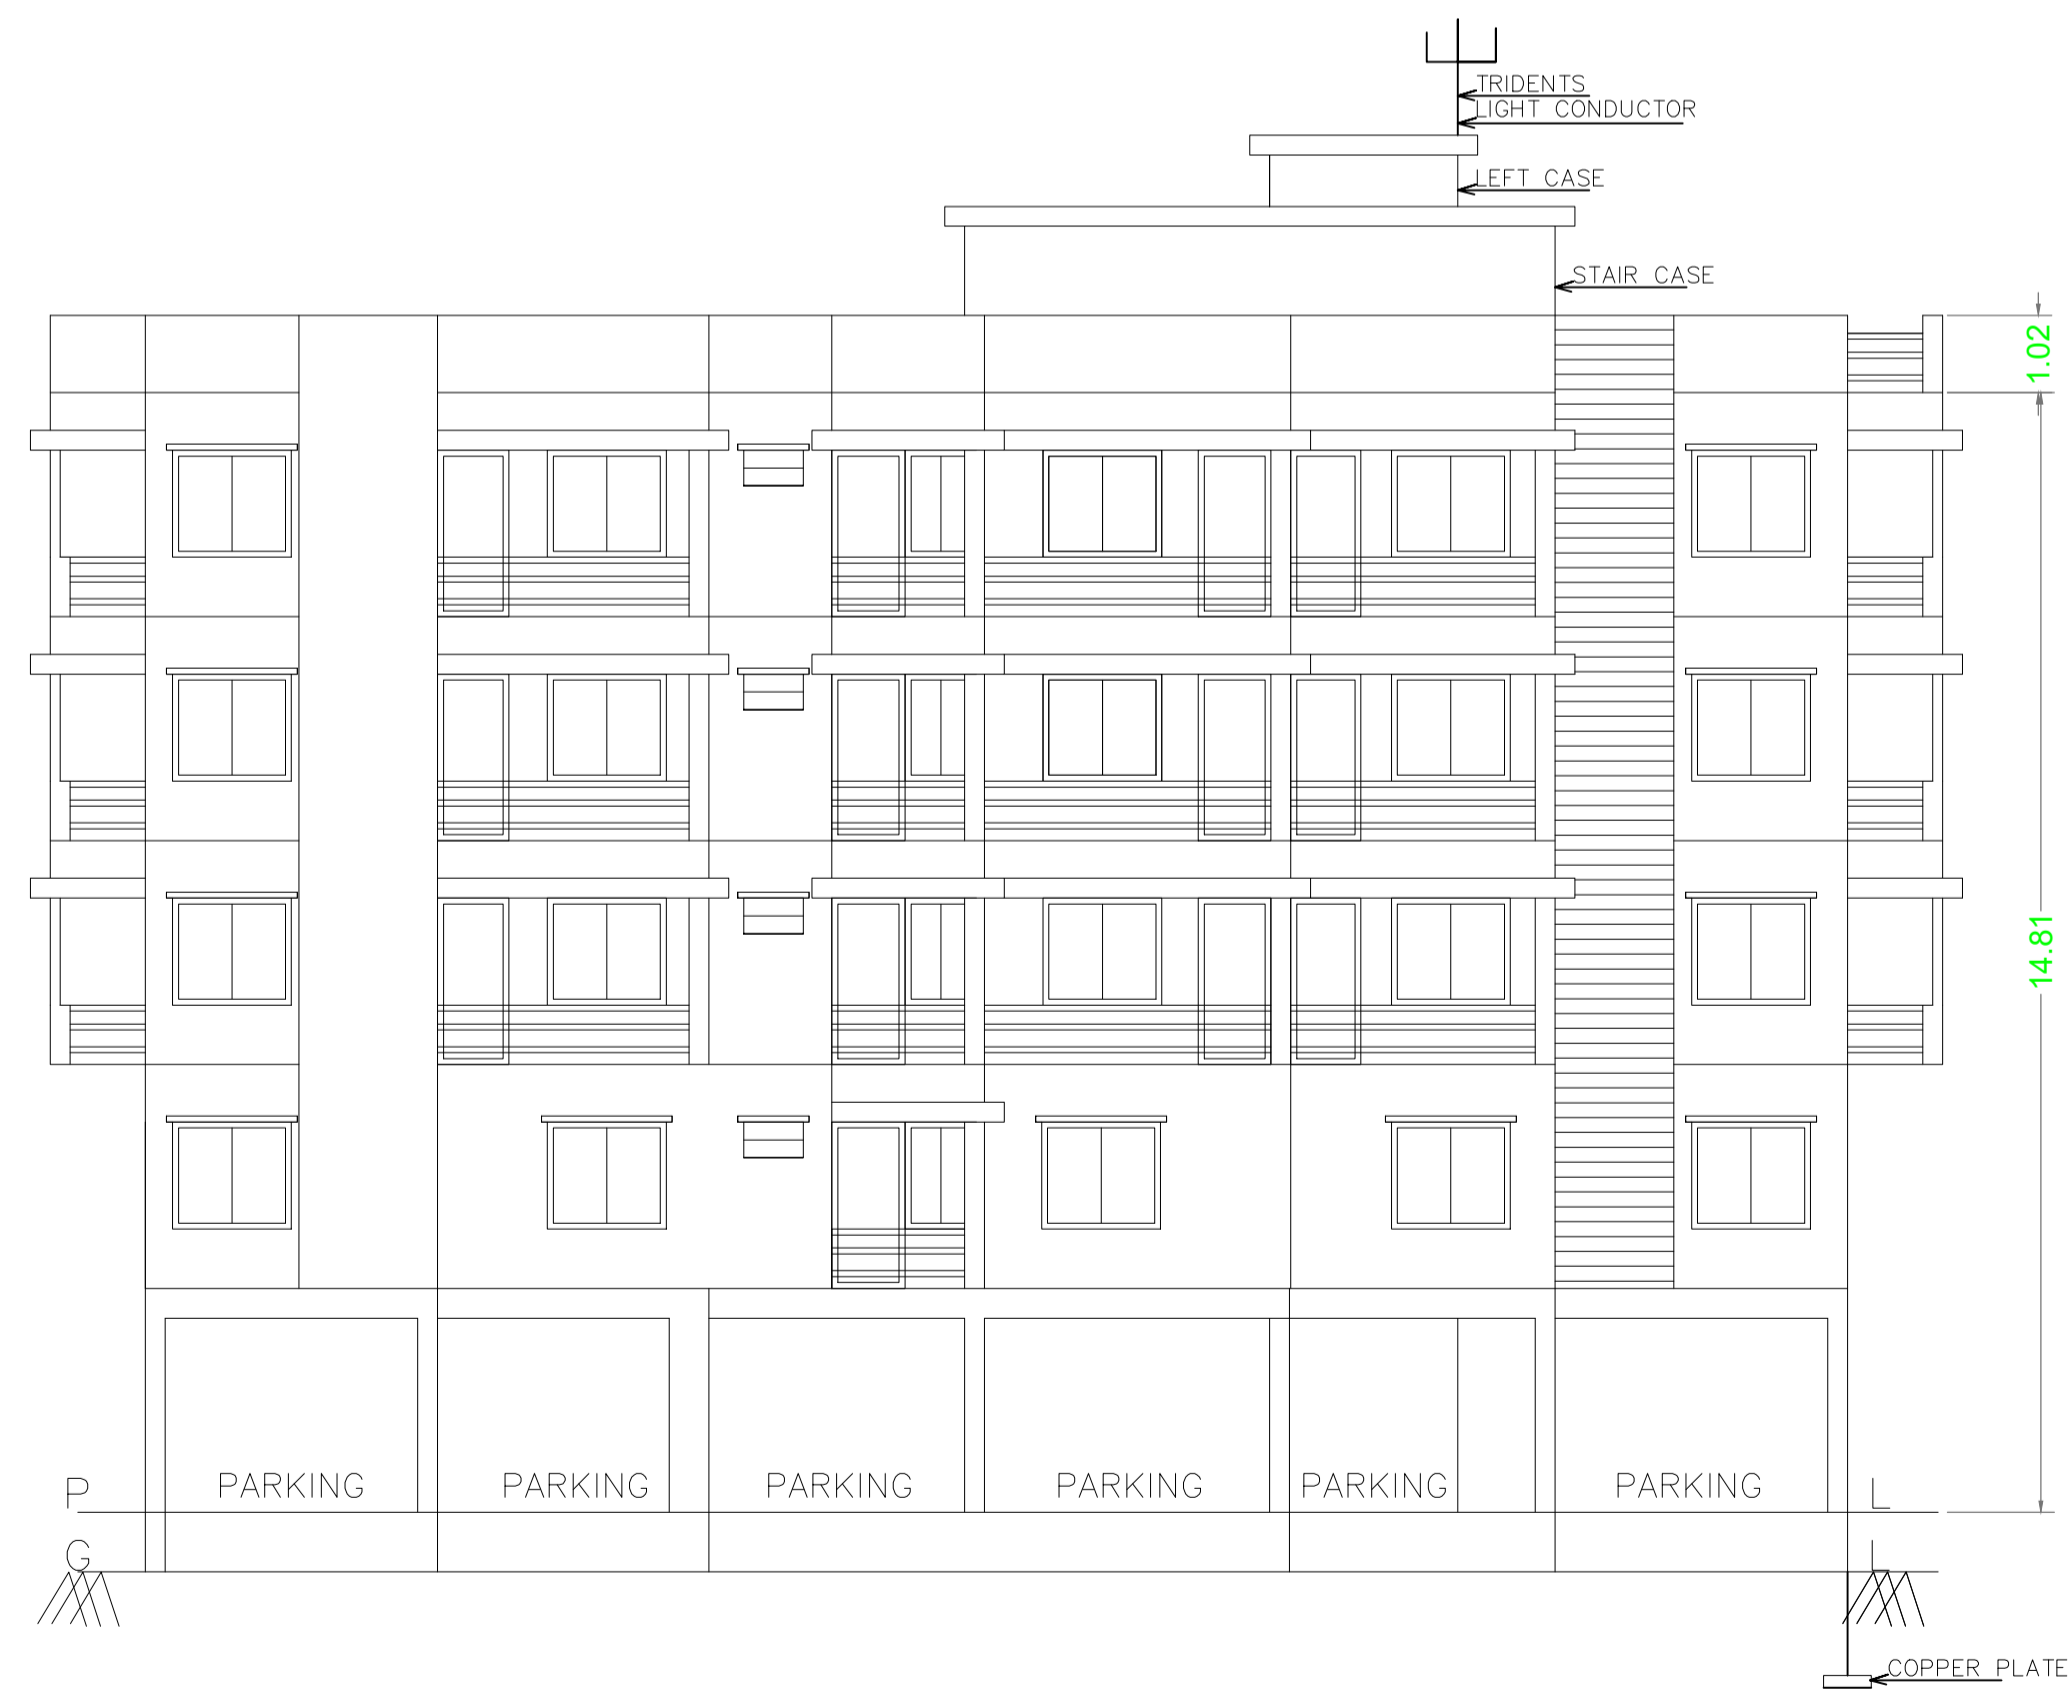 TRIDENTS
LIGHT CONDUCTOR
LEFT CASE
STAIR CASE
1.02
14.81
PARKING PARKING PARKING PARKING PARKING PARKING
P L
G L
COPPER PLATE